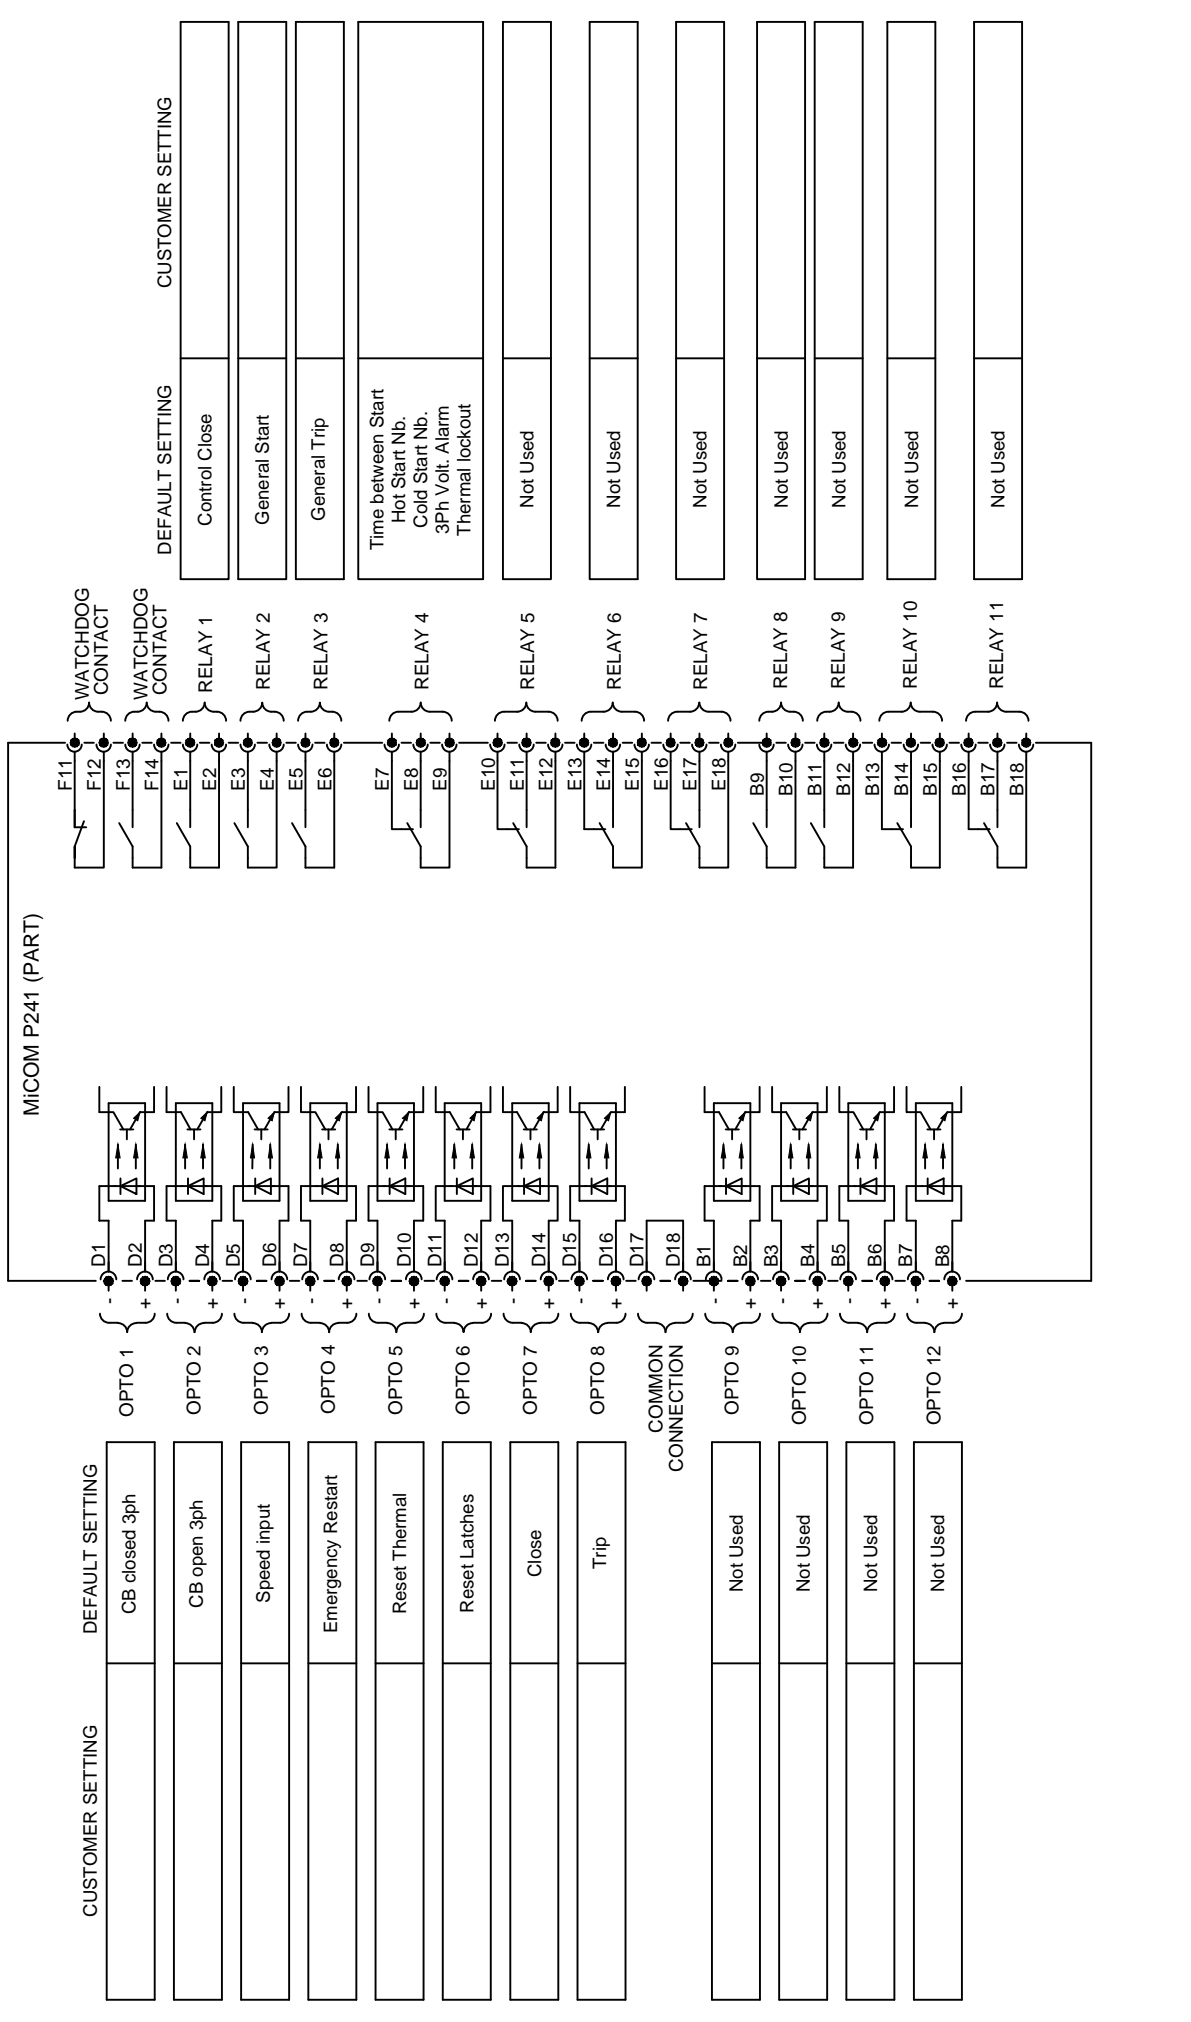 MiCOM P241 (PART)
CUSTOMER SETTING
DEFAULT SETTING
CB closed 3ph
OPTO 1
-
+
D1
D2
CB open 3ph
OPTO 2
-
+
D3
D4
Speed input
OPTO 3
-
+
D5
D6
Emergency Restart
OPTO 4
-
+
D7
D8
Reset Thermal
OPTO 5
-
+
D9
D10
Reset Latches
OPTO 6
-
+
D11
D12
Close
OPTO 7
-
+
D13
D14
Trip
OPTO 8
-
+
D15
D16
COMMON
CONNECTION
D17
D18
Not Used
OPTO 9
-
+
B1
B2
Not Used
OPTO 10
-
+
B3
B4
Not Used
OPTO 11
-
+
B5
B6
Not Used
OPTO 12
-
+
B7
B8
DEFAULT SETTING
CUSTOMER SETTING
F11
F12
WATCHDOG
CONTACT
F13
F14
WATCHDOG
CONTACT
E1
E2
RELAY 1
Control Close
E3
E4
RELAY 2
General Start
E5
E6
RELAY 3
General Trip
E7
E8
E9
RELAY 4
Time between Start
Hot Start Nb.
Cold Start Nb.
3Ph Volt. Alarm
Thermal lockout
E10
E11
E12
RELAY 5
Not Used
E13
E14
E15
RELAY 6
Not Used
E16
E17
E18
RELAY 7
Not Used
B9
B10
RELAY 8
Not Used
B11
B12
RELAY 9
Not Used
B13
B14
B15
RELAY 10
Not Used
B16
B17
B18
RELAY 11
Not Used